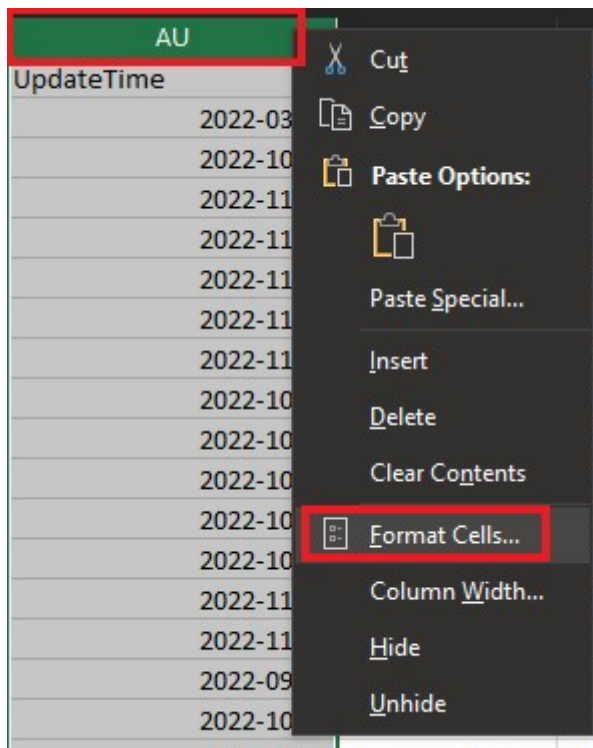 AU
UpdateTime
2022-03
2022-10
2022-11
2022-11
2022-11
2022-11
2022-11
2022-10
2022-10
2022-10
2022-10
2022-10
2022-11
2022-11
2022-09
2022-10
Cut
Copy
Paste Options:
Paste Special...
Insert
Delete
Clear Contents
Format Cells...
Column Width...
Hide
Unhide